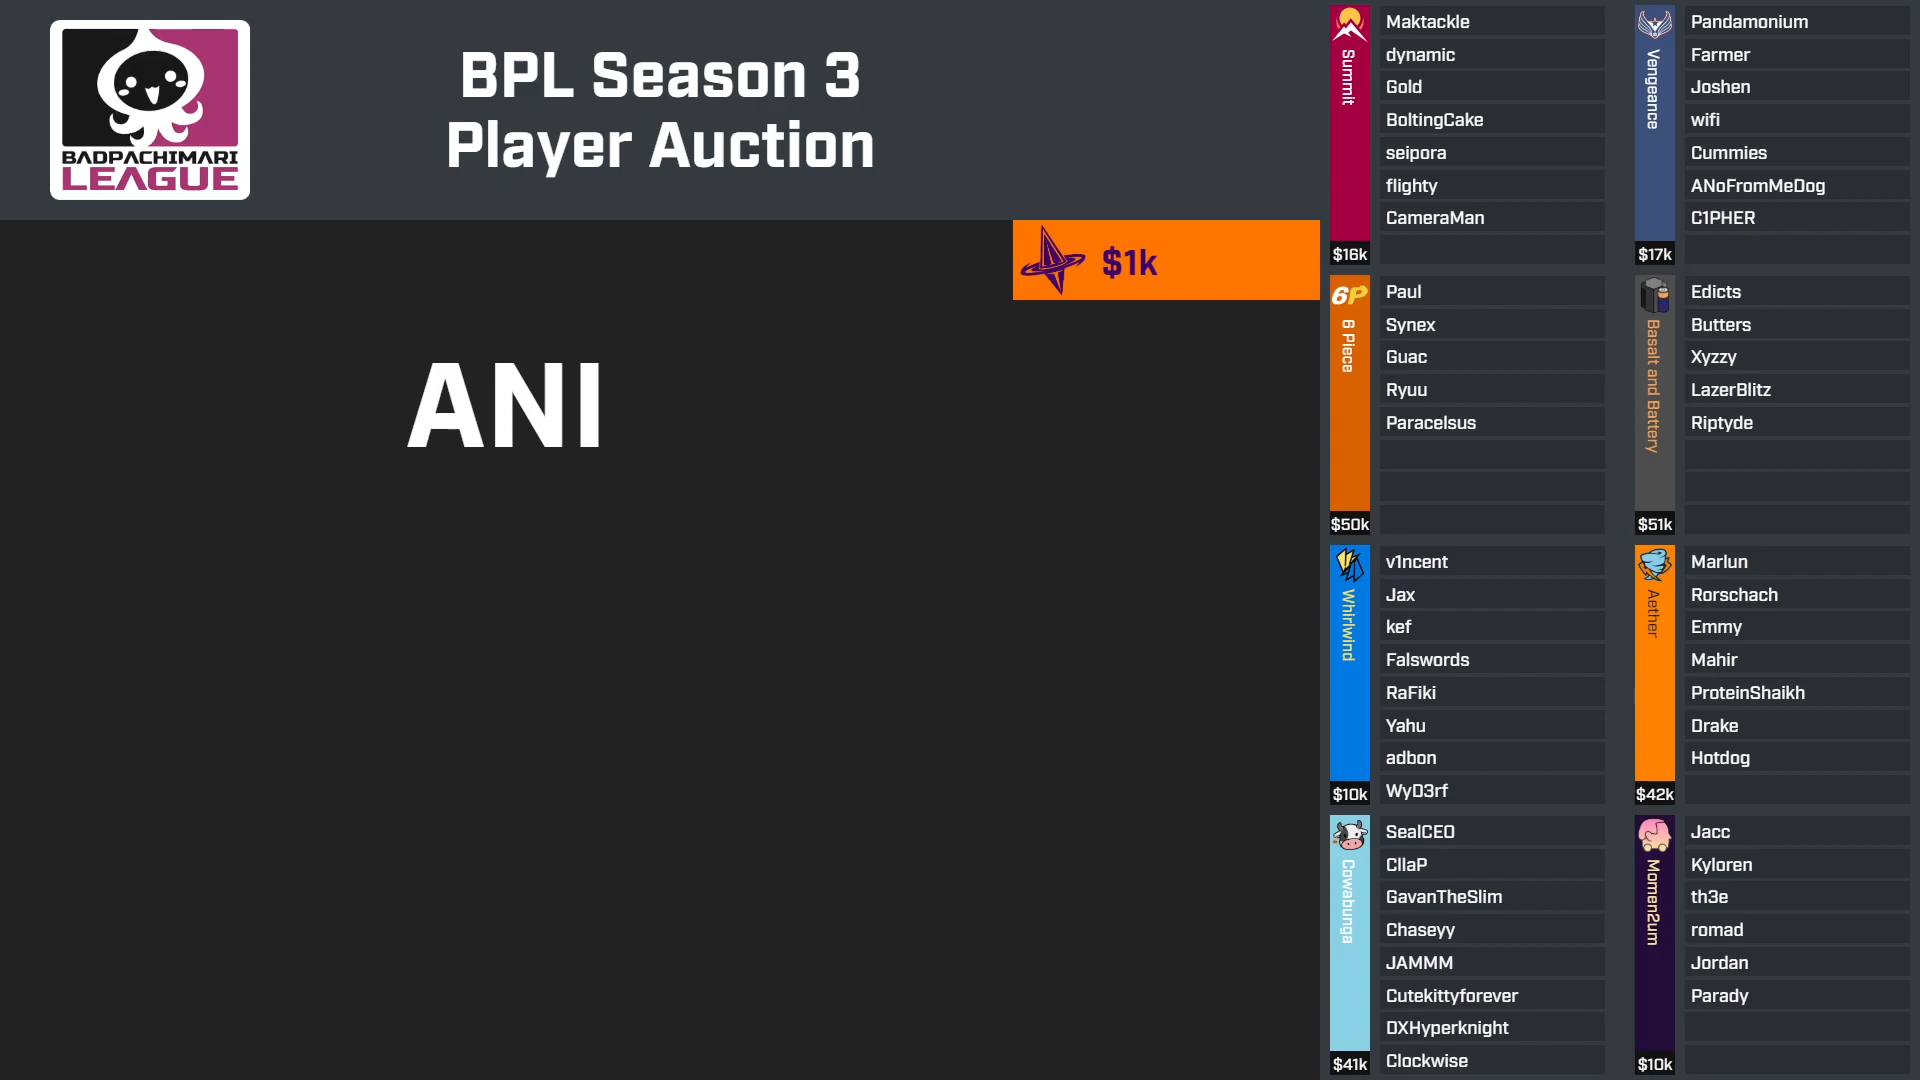 BADPACHIMARI
LEAGUE
BPL Season 3
Player Auction
$1k
ANI
Summit
$16k
Maktackle
dynamic
Gold
BoltingCake
seipora
flighty
CameraMan
Vengeance
$17k
Pandamonium
Farmer
Joshen
wifi
Cummies
ANoFromMeDog
C1PHER
6P
6 Piece
$50k
Paul
Synex
Guac
Ryuu
Paracelsus
Basalt and Battery
$51k
Edicts
Butters
Xyzzy
LazerBlitz
Riptyde
Whirlwind
$10k
v1ncent
Jax
kef
Falswords
RaFiki
Yahu
adbon
WyD3rf
Aether
$42k
Marlun
Rorschach
Emmy
Mahir
ProteinShaikh
Drake
Hotdog
Cowabunga
$41k
SealCEO
CllaP
GavanTheSlim
Chaseyy
JAMMM
Cutekittyforever
DXHyperknight
Clockwise
Momen2um
$10k
Jacc
Kyloren
th3e
romad
Jordan
Parady